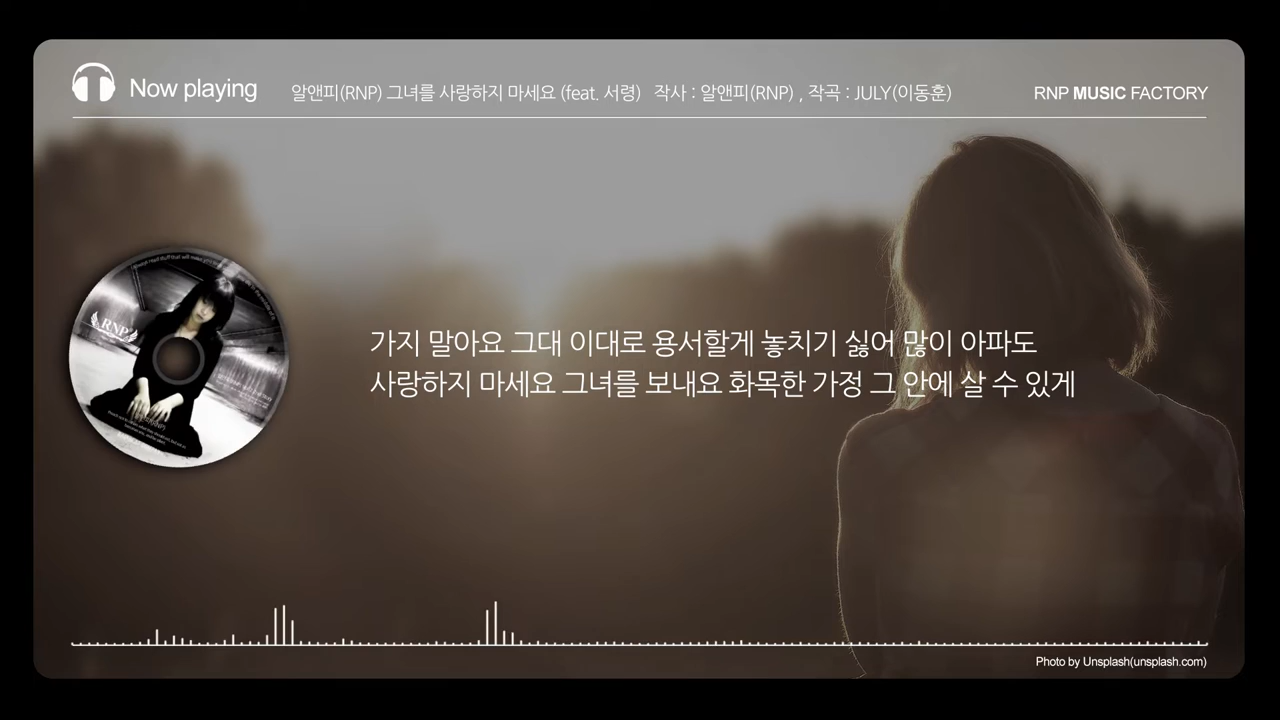 Now playing
알앤피(RNP) 그녀를 사랑하지 마세요 (feat. 서령) 작사 : 알앤피(RNP) , 작곡 : JULY(이동훈)
RNP MUSIC FACTORY
RNP
가지 말아요 그대 이대로 용서할게 놓치기 싫어 많이 아파도
사랑하지 마세요 그녀를 보내요 화목한 가정 그 안에 살 수 있게
Photo by Unsplash(unsplash.com)